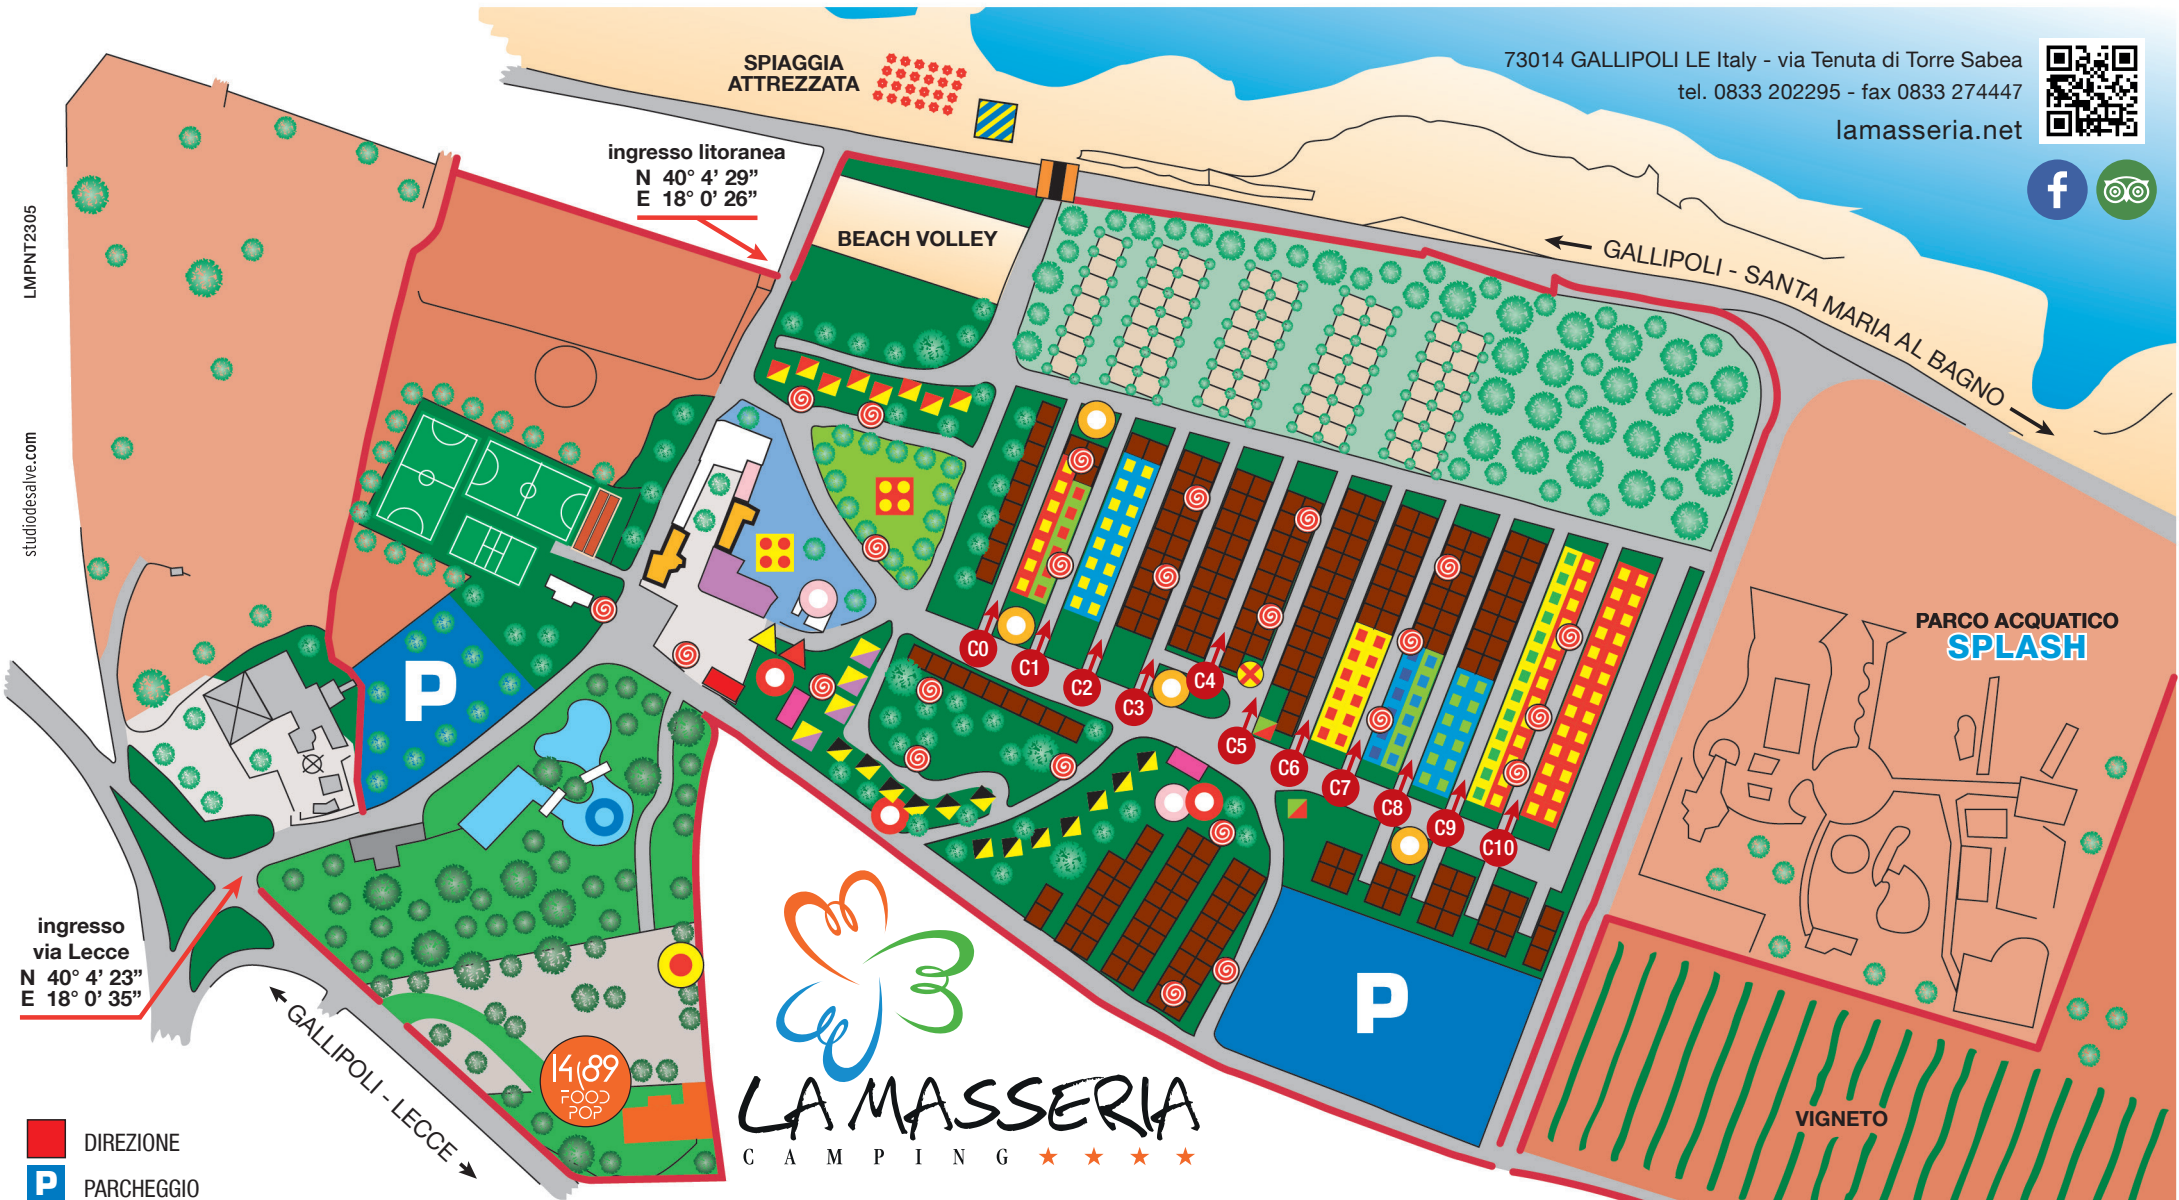 SPIAGGIA
ATTREZZATA
73014 GALLIPOLI LE Italy - via Tenuta di Torre Sabea
tel. 0833 202295 - fax 0833 274447
lamasseria.net
f
ingresso litoranea
N 40° 4’ 29”
E 18° 0’ 26”
BEACH VOLLEY
GALLIPOLI - SANTA MARIA AL BAGNO
LMPNT2305
studiodesalve.com
PARCO ACQUATICO
SPLASH
C0
C1
C2
C3
C4
C5
C6
C7
C8
C9
C10
P
P
ingresso
via Lecce
N 40° 4’ 23”
E 18° 0’ 35”
GALLIPOLI - LECCE
14(89
FOOD
POP
LA MASSERIA
CAMPING
VIGNETO
DIREZIONE
P PARCHEGGIO